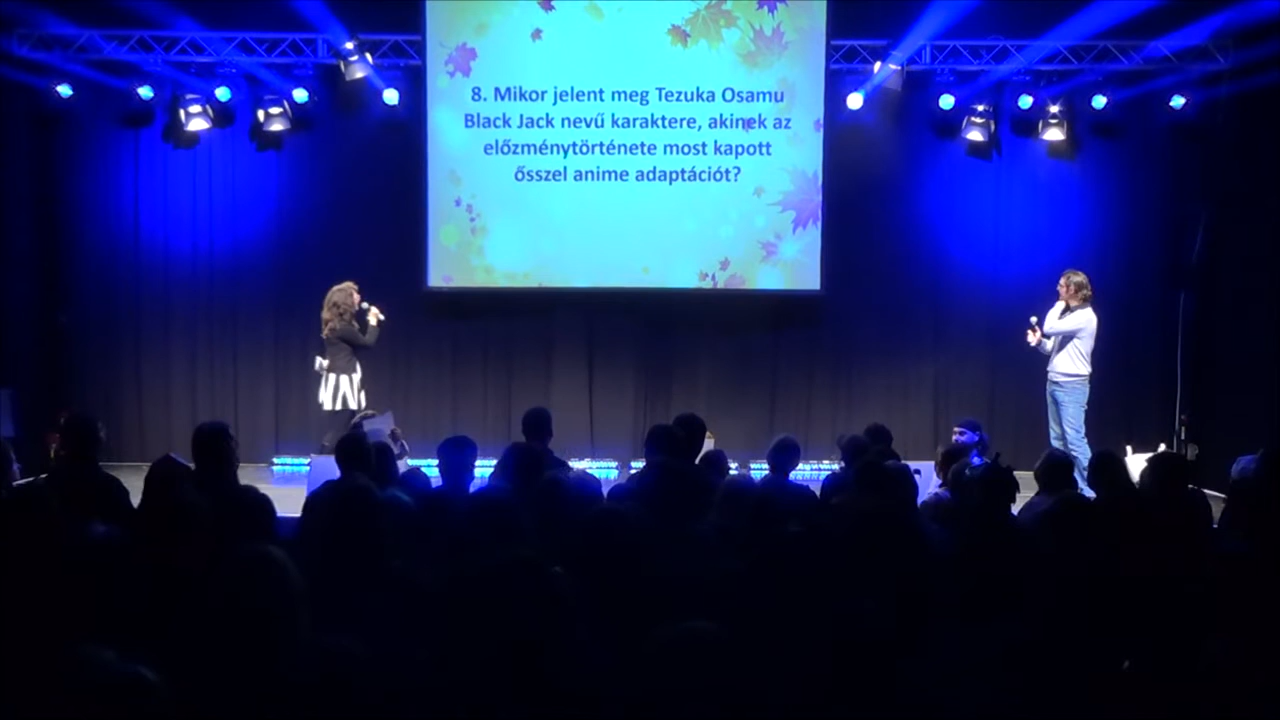 8. Mikor jelent meg Tezuka Osamu
Black Jack nevű karaktere, akinek az
előzménytörténete most kapott
ősszel anime adaptációt?